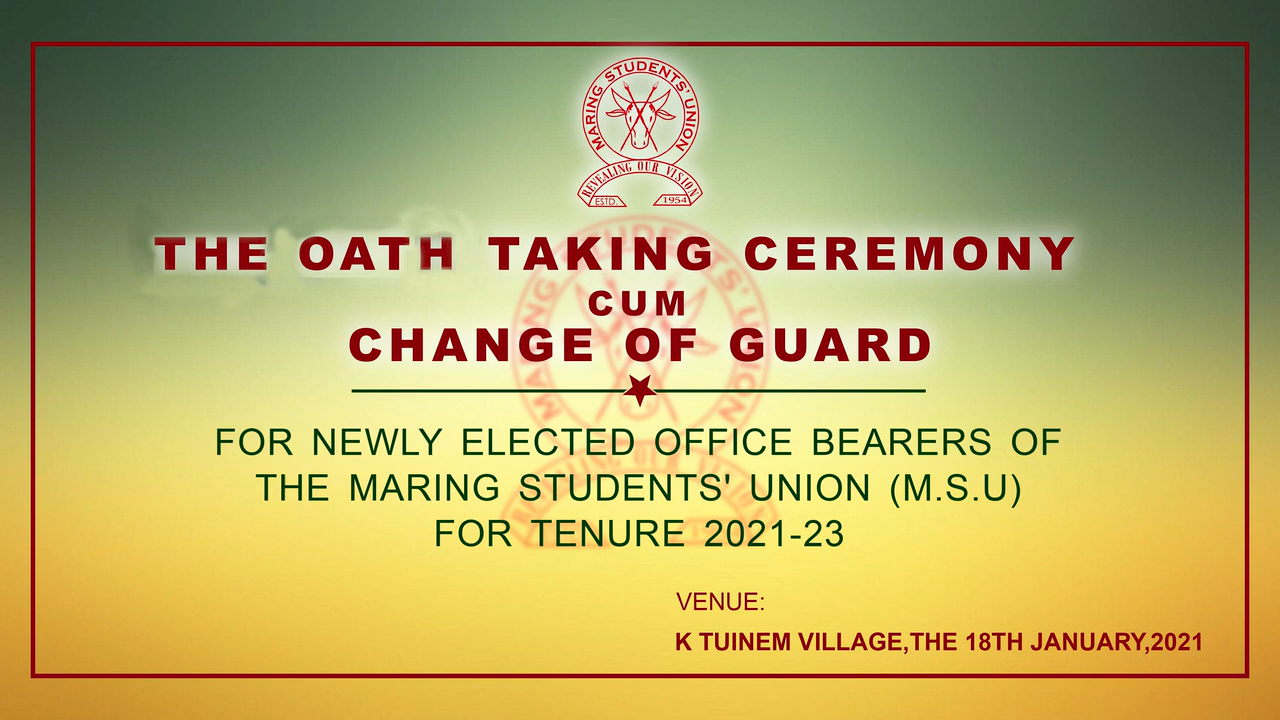 MARING STUDENTS' UNION
REVEALING OUR VISION
ESTD. 1954
THE OATH TAKING CEREMONY
CUM
CHANGE OF GUARD
FOR NEWLY ELECTED OFFICE BEARERS OF
THE MARING STUDENTS' UNION (M.S.U)
FOR TENURE 2021-23
VENUE:
K TUINEM VILLAGE,THE 18TH JANUARY,2021